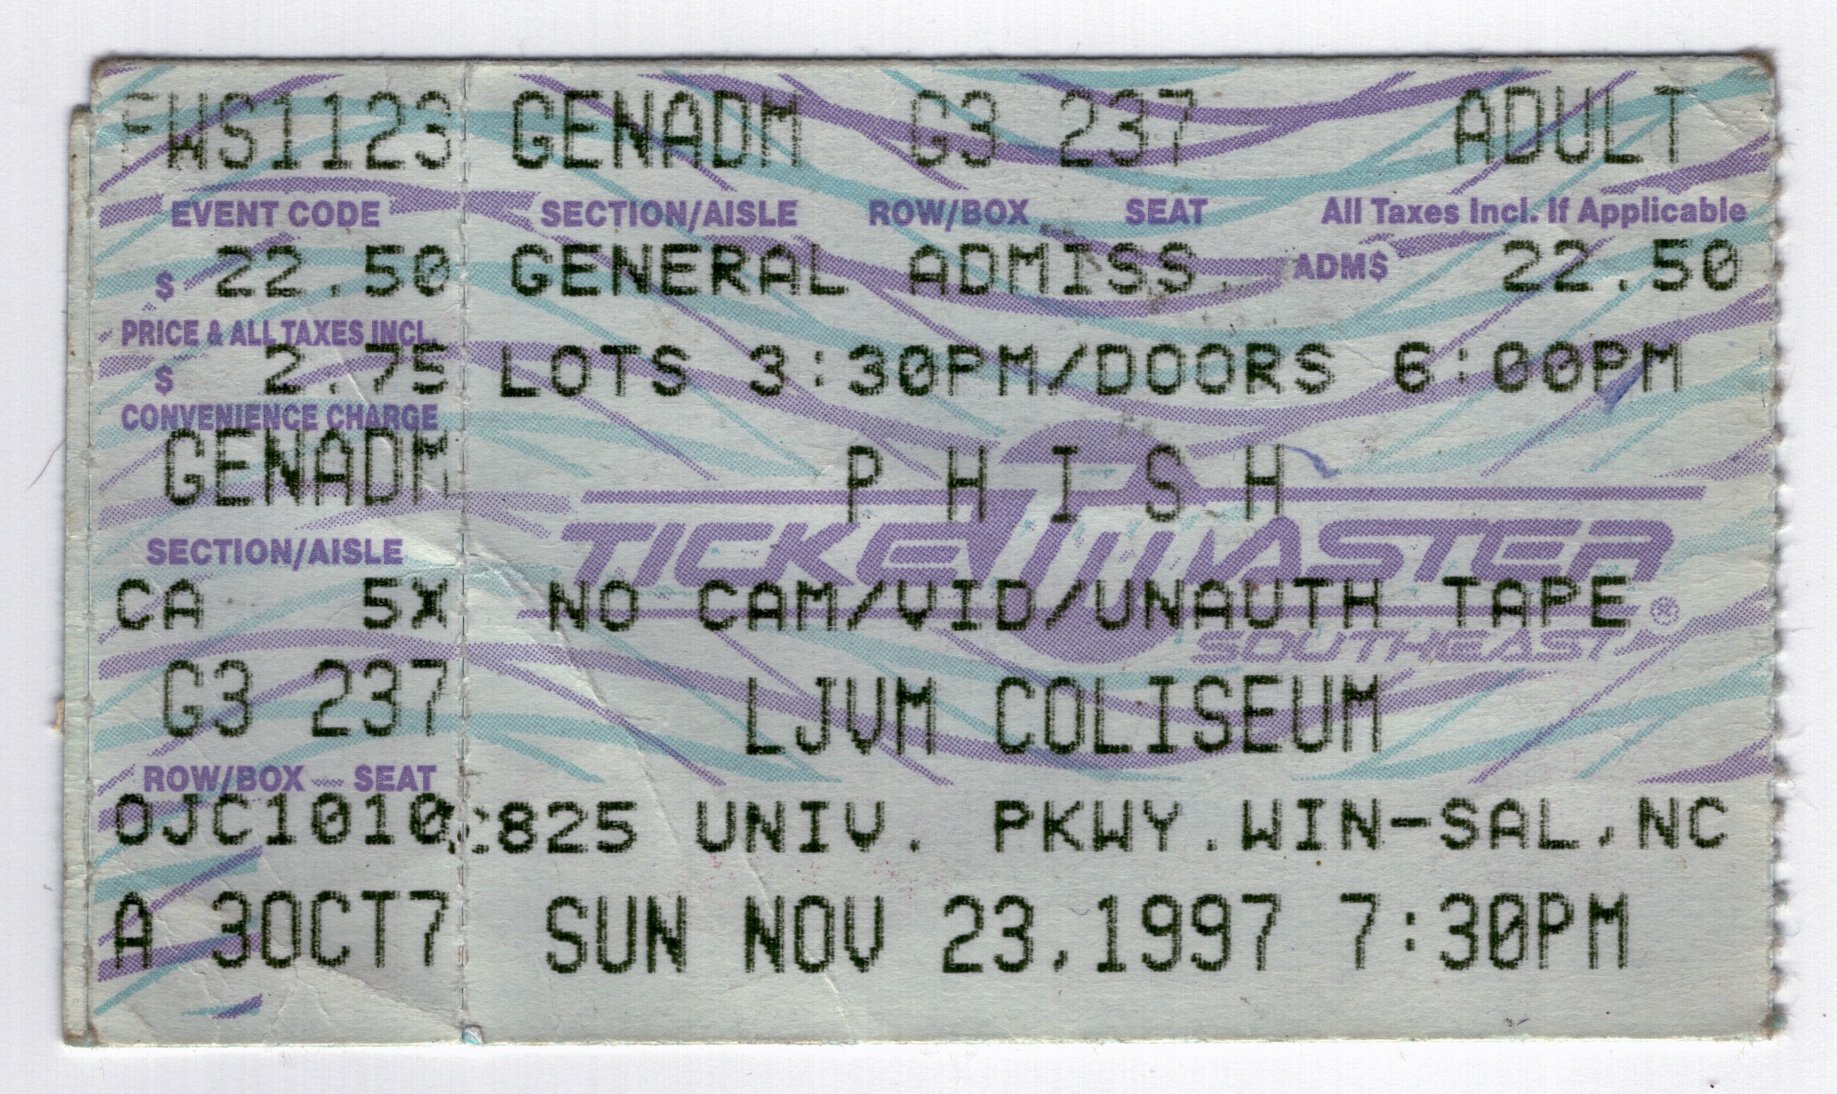 FWS1123 GENADM G3 237 ADULT
EVENT CODE SECTION/AISLE ROW/BOX SEAT All Taxes Incl. If Applicable
$ 22.50 GENERAL ADMISS. ADM$ 22.50
PRICE & ALL TAXES INCL.
$ 2.75 LOTS 3:30PM/DOORS 6:00PM
CONVENIENCE CHARGE
GENADM P H I S H
TICKETMASTER
SECTION/AISLE
CA 5X NO CAM/VID/UNAUTH TAPE
SOUTHEAST
G3 237 LJVM COLISEUM
ROW/BOX — SEAT
OJC1010 2825 UNIV. PKWY.WIN-SAL,NC
A 3OCT7 SUN NOV 23,1997 7:30PM